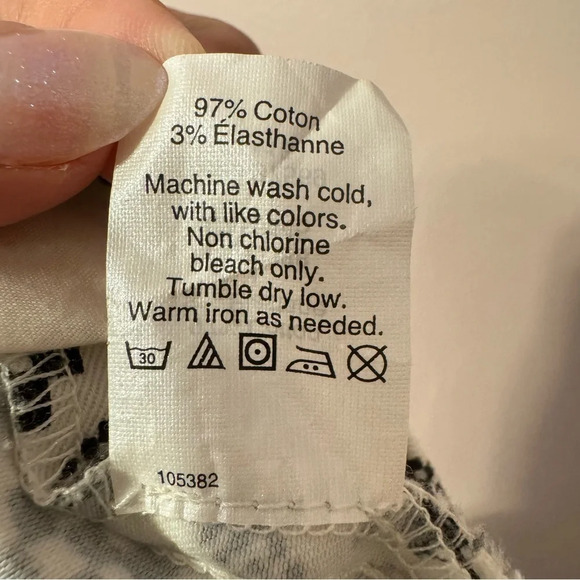 97% Coton
3% Élasthanne
Machine wash cold,
with like colors.
Non chlorine
bleach only.
Tumble dry low.
Warm iron as needed.
30
105382